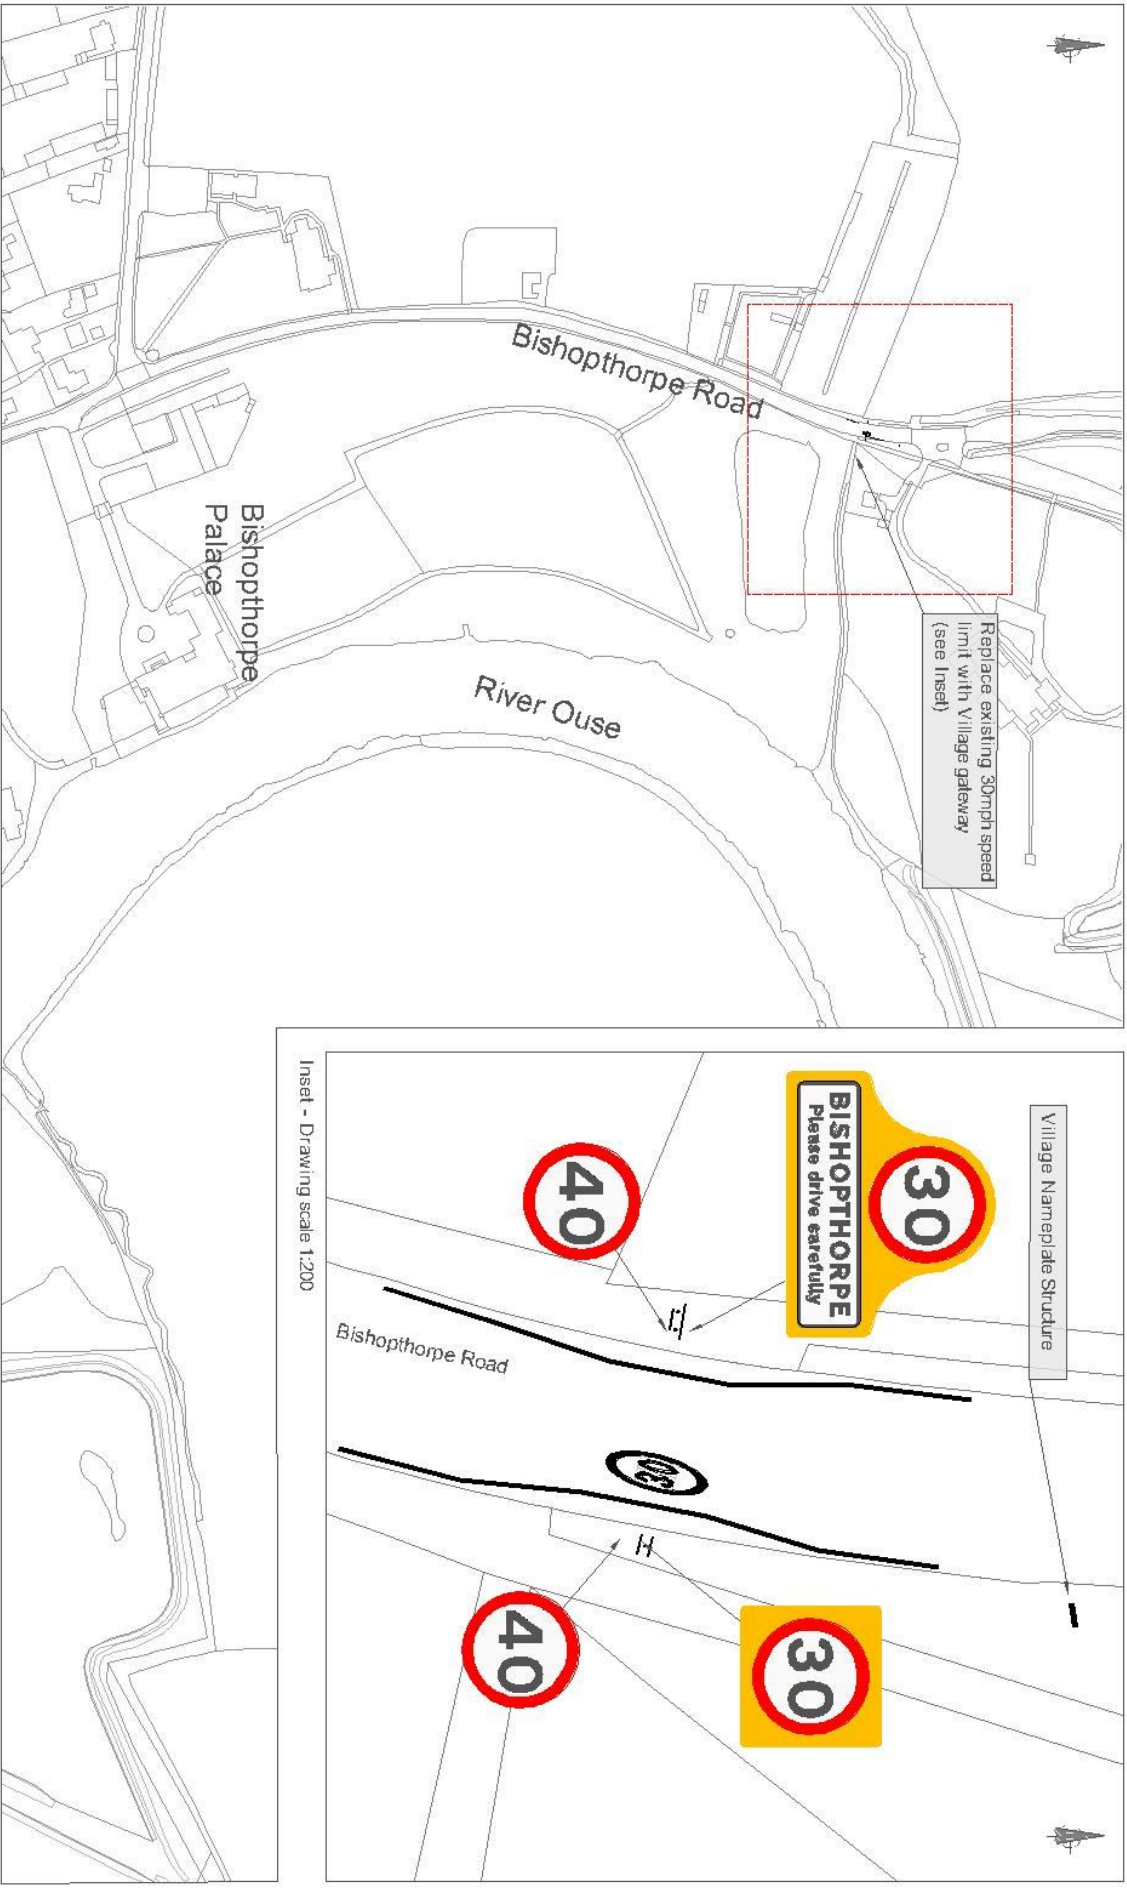 Bishopthorpe Road
Bishopthorpe
Palace
River Ouse
Replace existing 30mph speed
limit with Village gateway
(see Inset)
Village Nameplate Structure
30
BISHOPTHORPE
Please drive carefully
40
Bishopthorpe Road
30
30
40
Inset - Drawing scale 1:200